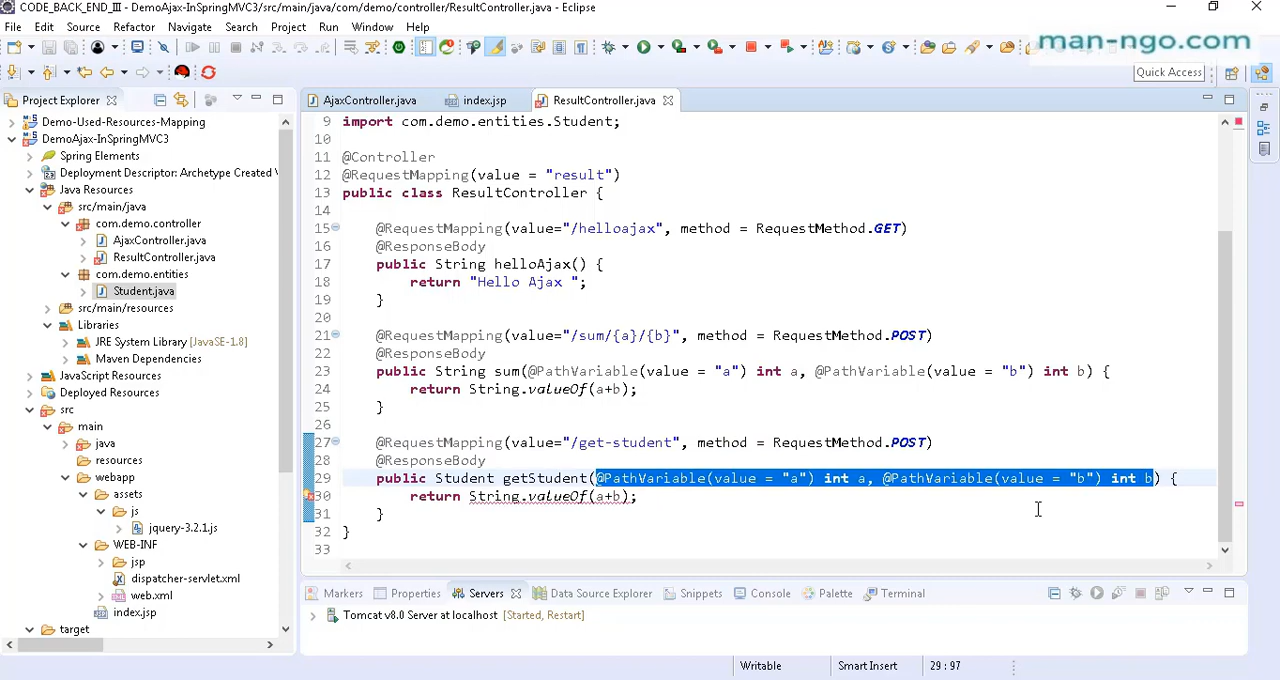 CODE_BACK_END_III - DemoAjax-InSpringMVC3/src/main/java/com/demo/controller/ResultController.java - Eclipse
File Edit Source Refactor Navigate Search Project Run Window Help
man-ngo.com
Quick Access
Project Explorer
AjaxController.java index.jsp ResultController.java
Demo-Used-Resources-Mapping
DemoAjax-InSpringMVC3
Spring Elements
Deployment Descriptor: Archetype Created
Java Resources
src/main/java
com.demo.controller
AjaxController.java
ResultController.java
com.demo.entities
Student.java
src/main/resources
Libraries
JRE System Library [JavaSE-1.8]
Maven Dependencies
JavaScript Resources
Deployed Resources
src
main
java
resources
webapp
assets
js
jquery-3.2.1.js
WEB-INF
jsp
dispatcher-servlet.xml
web.xml
index.jsp
target
9 import com.demo.entities.Student;
10
11 @Controller
12 @RequestMapping(value = "result")
13 public class ResultController {
14
15 @RequestMapping(value="/helloajax", method = RequestMethod.GET)
16 @ResponseBody
17 public String helloAjax() {
18 return "Hello Ajax ";
19 }
20
21 @RequestMapping(value="/sum/{a}/{b}", method = RequestMethod.POST)
22 @ResponseBody
23 public String sum(@PathVariable(value = "a") int a, @PathVariable(value = "b") int b) {
24 return String.valueOf(a+b);
25 }
26
27 @RequestMapping(value="/get-student", method = RequestMethod.POST)
28 @ResponseBody
29 public Student getStudent(@PathVariable(value = "a") int a, @PathVariable(value = "b") int b) {
30 return String.valueOf(a+b);
31 }
32 }
33
Markers Properties Servers Data Source Explorer Snippets Console Palette Terminal
Tomcat v8.0 Server at localhost [Started, Restart]
Writable Smart Insert 29 : 97